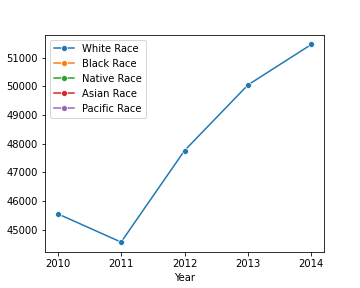 White Race
Black Race
Native Race
Asian Race
Pacific Race
51000
50000
49000
48000
47000
46000
45000
2010 2011 2012 2013 2014
Year